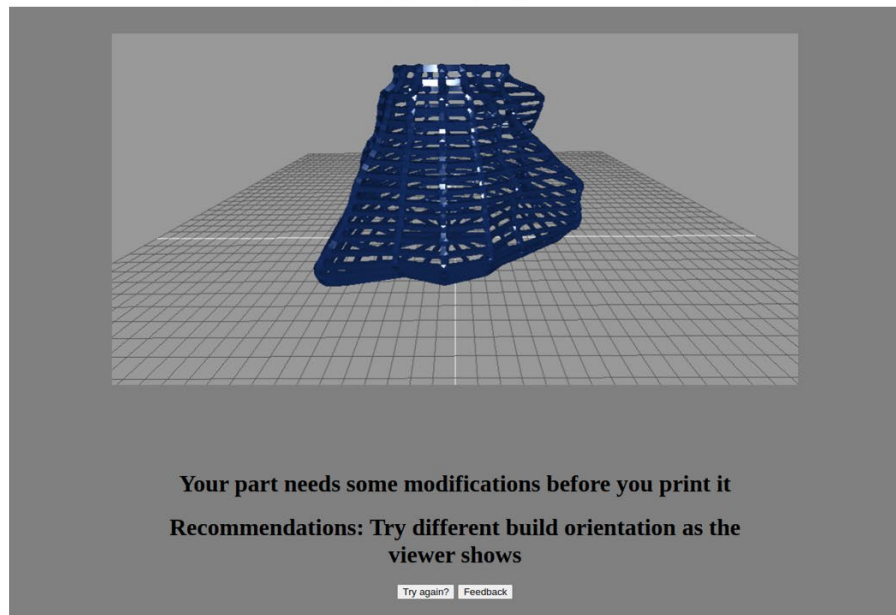 Your part needs some modifications before you print it
Recommendations: Try different build orientation as the
viewer shows
Try again? Feedback